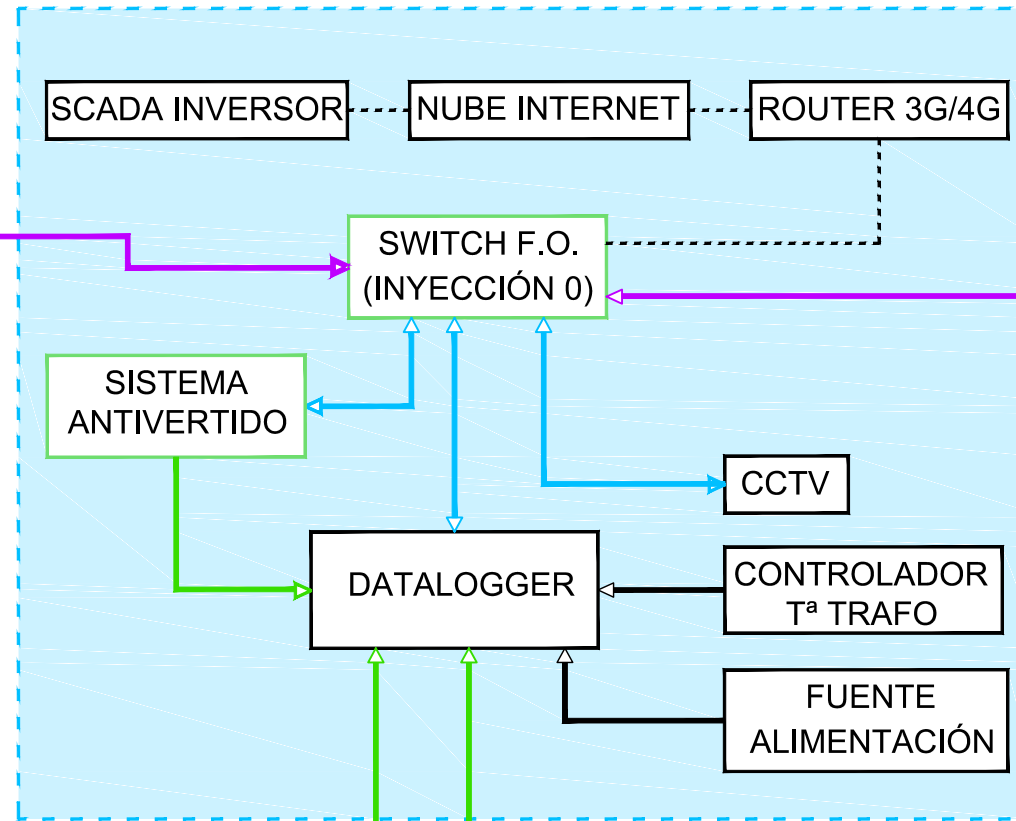 SCADA INVERSOR
NUBE INTERNET
ROUTER 3G/4G
SWITCH F.O.
(INYECCIÓN 0)
SISTEMA
ANTIVERTIDO
CCTV
DATALOGGER
CONTROLADOR
Tª TRAFO
FUENTE
ALIMENTACIÓN